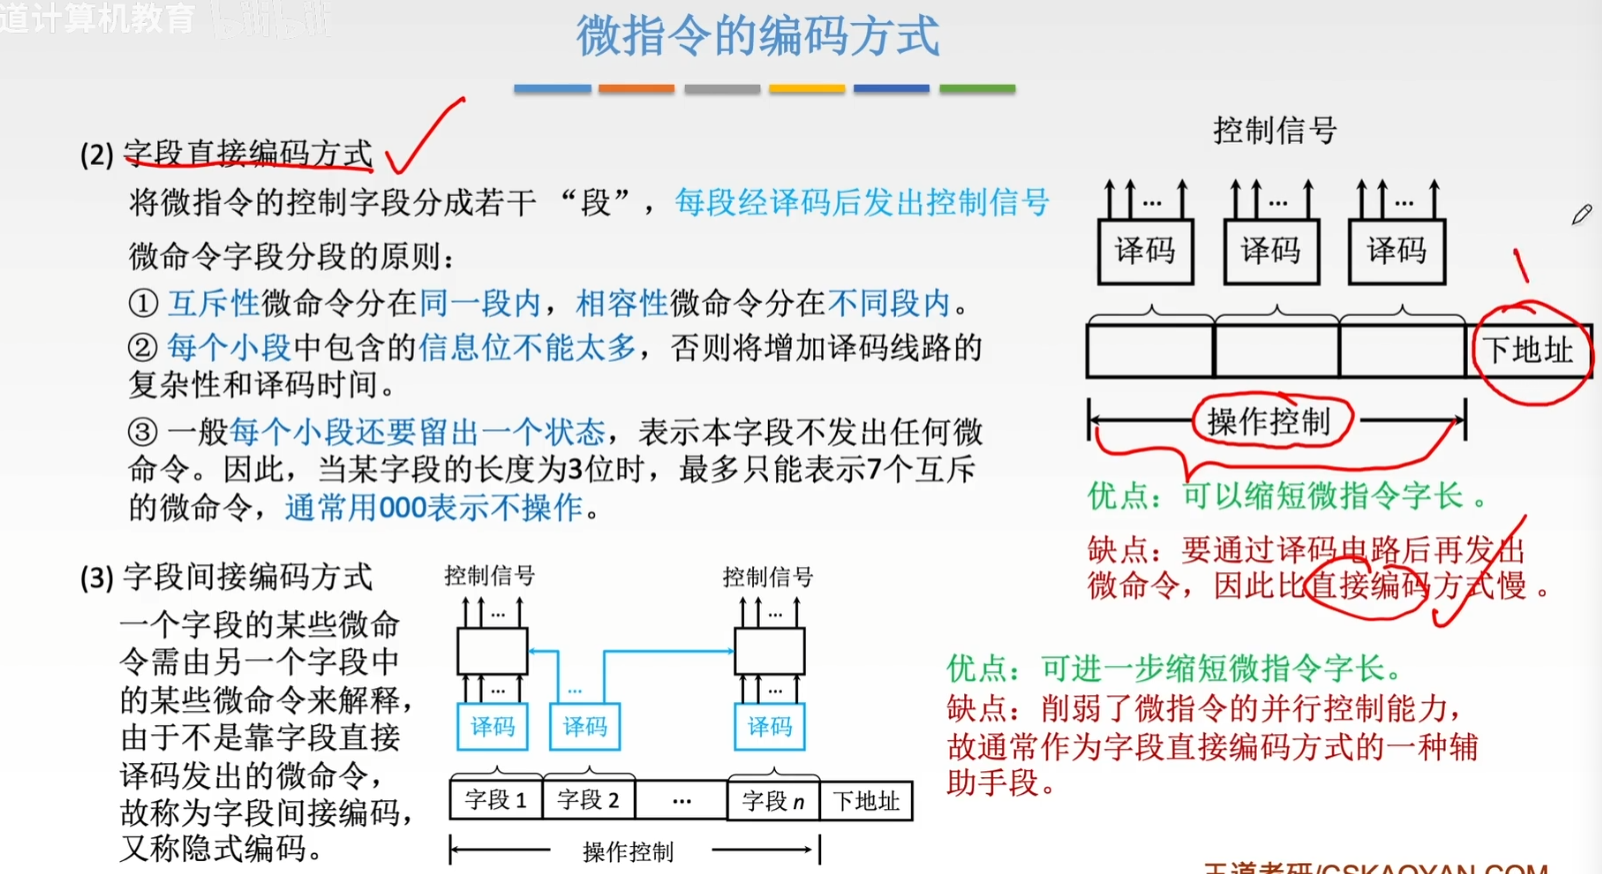 道计算机教育 bilibili
微指令的编码方式
(2) 字段直接编码方式
将微指令的控制字段分成若干 “段”，每段经译码后发出控制信号
微命令字段分段的原则：
① 互斥性微命令分在同一段内，相容性微命令分在不同段内。
② 每个小段中包含的信息位不能太多，否则将增加译码线路的
复杂性和译码时间。
③ 一般每个小段还要留出一个状态，表示本字段不发出任何微
命令。因此，当某字段的长度为3位时，最多只能表示7个互斥
的微命令，通常用000表示不操作。
控制信号
... ... ...
译码 译码 译码
下地址
操作控制
优点：可以缩短微指令字长 。
缺点：要通过译码电路后再发出
微命令，因此比直接编码方式慢 。
(3) 字段间接编码方式
一个字段的某些微命
令需由另一个字段中
的某些微命令来解释，
由于不是靠字段直接
译码发出的微命令，
故称为字段间接编码，
又称隐式编码。
控制信号 控制信号
... ...
... ... ...
译码 译码 译码
字段 1 字段 2 ... 字段 n 下地址
操作控制
优点：可进一步缩短微指令字长。
缺点：削弱了微指令的并行控制能力，
故通常作为字段直接编码方式的一种辅
助手段。
王道考研/CSKAOYAN.COM